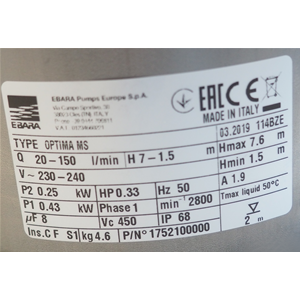 EBARA Pumps Europe S.p.A.
EBARA
EAC CE
MADE IN ITALY
03.2019 114BZE
TYPE OPTIMA MS
Q 20-150 l/min H 7-1.5 m
Hmax 7.6 m
V~230-240
Hmin 1.5 m
P2 0.25 kW HP 0.33 Hz 50
A 1.9
P1 0.43 kW Phase 1 min⁻¹ 2800
Tmax liquid 50°C
µF 8 Vc 450 IP 68
2 m
Ins.C F S1 kg 4.6 P/N°1752100000